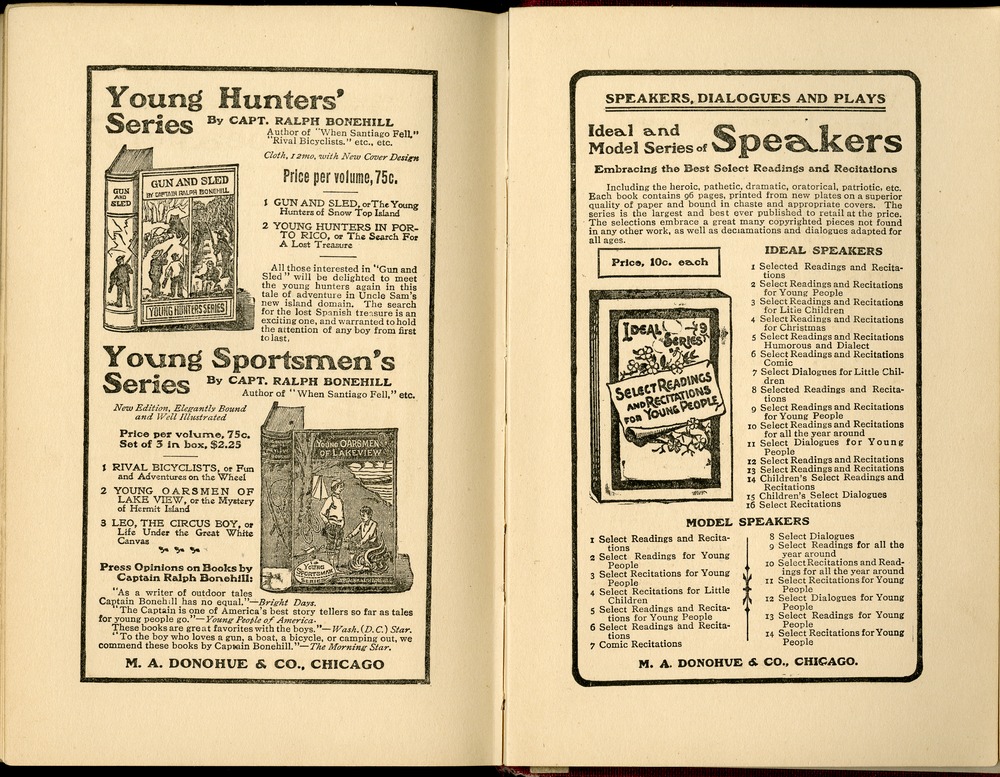 Young Hunters'
Series
By CAPT. RALPH BONEHILL
Author of "When Santiago Fell,"
"Rival Bicyclists." etc., etc.
Cloth, 12mo, with New Cover Design
Price per volume, 75c.
GUN
AND
SLED
GUN AND SLED
BY CAPTAIN RALPH BONEHILL
YOUNG HUNTERS SERIES
1 GUN AND SLED, or The Young
Hunters of Snow Top Island
2 YOUNG HUNTERS IN POR-
TO RICO, or The Search For
A Lost Treasure
All those interested in "Gun and
Sled" will be delighted to meet
the young hunters again in this
tale of adventure in Uncle Sam's
new island domain. The search
for the lost Spanish treasure is an
exciting one, and warranted to hold
the attention of any boy from first
to last.
Young Sportsmen's
Series
By CAPT. RALPH BONEHILL
Author of "When Santiago Fell," etc.
New Edition, Elegantly Bound
and Well Illustrated
Price per volume, 75c.
Set of 3 in box, $2.25
1 RIVAL BICYCLISTS, or Fun
and Adventures on the Wheel
2 YOUNG OARSMEN OF
LAKE VIEW, or the Mystery
of Hermit Island
3 LEO, THE CIRCUS BOY, or
Life Under the Great White
Canvas
YOUNG OARSMEN
OF LAKEVIEW
YOUNG
SPORTSMAN
SERIES
Press Opinions on Books by
Captain Ralph Bonehill:
"As a writer of outdoor tales
Captain Bonehill has no equal."—Bright Days.
"The Captain is one of America's best story tellers so far as tales
for young people go."—Young People of America.
These books are great favorites with the boys."—Wash. (D.C.) Star.
"To the boy who loves a gun, a boat, a bicycle, or camping out, we
commend these books by Captain Bonehill."—The Morning Star.
M. A. DONOHUE & CO., CHICAGO
SPEAKERS, DIALOGUES AND PLAYS
Ideal and
Model Series of Speakers
Embracing the Best Select Readings and Recitations
Including the heroic, pathetic, dramatic, oratorical, patriotic, etc.
Each book contains 96 pages, printed from new plates on a superior
quality of paper and bound in chaste and appropriate covers. The
series is the largest and best ever published to retail at the price.
The selections embrace a great many copyrighted pieces not found
in any other work, as well as declamations and dialogues adapted for
all ages.
Price, 10c. each
IDEAL SERIES 9
SELECT READINGS
AND RECITATIONS
FOR YOUNG PEOPLE
IDEAL SPEAKERS
1 Selected Readings and Recita-
tions
2 Select Readings and Recitations
for Young People
3 Select Readings and Recitations
for Little Children
4 Select Readings and Recitations
for Christmas
5 Select Readings and Recitations
Humorous and Dialect
6 Select Readings and Recitations
Comic
7 Select Dialogues for Little Chil-
dren
8 Selected Readings and Recita-
tions
9 Select Readings and Recitations
for Young People
10 Select Readings and Recitations
for all the year around
11 Select Dialogues for Young
People
12 Select Readings and Recitations
13 Select Readings and Recitations
14 Children's Select Readings and
Recitations
15 Children's Select Dialogues
16 Select Recitations
MODEL SPEAKERS
1 Select Readings and Recita-
tions
2 Select Readings for Young
People
3 Select Recitations for Young
People
4 Select Recitations for Little
Children
5 Select Readings and Recita-
tions for Young People
6 Select Readings and Recita-
tions
7 Comic Recitations
8 Select Dialogues
9 Select Readings for all the
year around
10 Select Recitations and Read-
ings for all the year around
11 Select Recitations for Young
People
12 Select Dialogues for Young
People
13 Select Readings for Young
People
14 Select Recitations for Young
People
M. A. DONOHUE & CO., CHICAGO.